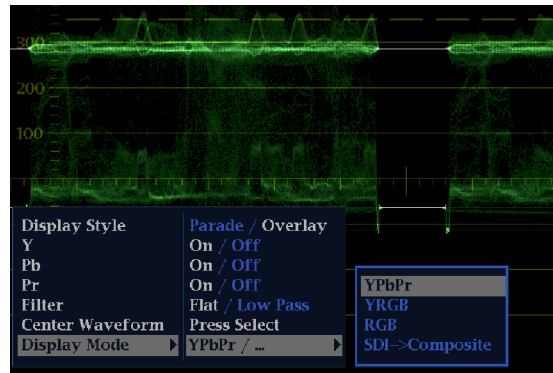 300
200
100
Display Style Parade / Overlay
Y On / Off
Pb On / Off
Pr On / Off
Filter Flat / Low Pass
Center Waveform Press Select
Display Mode YPbPr / ...
YPbPr
YRGB
RGB
SDI->Composite